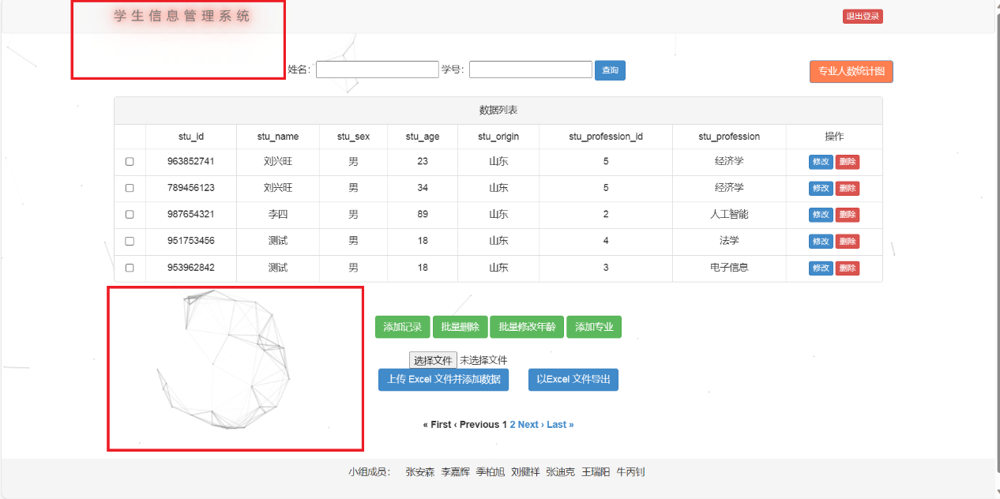 学生信息管理系统 退出登录
姓名： 学号： 查询 专业人数统计图
数据列表
stu_id stu_name stu_sex stu_age stu_origin stu_profession_id stu_profession 操作
963852741 刘兴旺 男 23 山东 5 经济学 修改 删除
789456123 刘兴旺 男 34 山东 5 经济学 修改 删除
987654321 李四 男 89 山东 2 人工智能 修改 删除
951753456 测试 男 18 山东 4 法学 修改 删除
953962842 测试 男 18 山东 3 电子信息 修改 删除
添加记录 批量删除 批量修改年龄 添加专业
选择文件 未选择文件
上传 Excel 文件并添加数据 以Excel 文件导出
« First ‹ Previous 1 2 Next › Last »
小组成员： 张安森 李嘉辉 季柏旭 刘健祥 张迪克 王瑞阳 牛丙钊